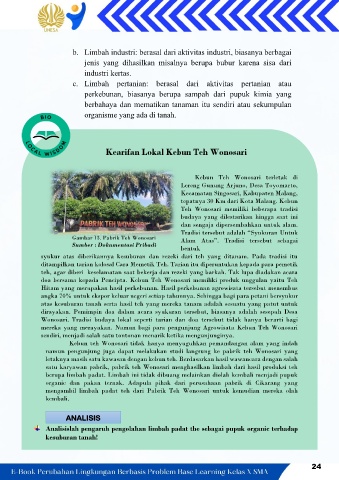 UNESA
b. Limbah industri: berasal dari aktivitas industri, biasanya berbagai
jenis yang dihasilkan misalnya berupa bubur karena sisa dari
industri kertas.
c. Limbah pertanian: berasal dari aktivitas pertanian atau
perkebunan, biasanya berupa sampah dari pupuk kimia yang
berbahaya dan mematikan tanaman itu sendiri atau sekumpulan
organisme yang ada di tanah.
BIO
LOCAL WISDOM
Kearifan Lokal Kebun Teh Wonosari
PABRIK TEH WONOSARI
Gambar 13. Pabrik Teh Wonosari
Sumber : Dokumentasi Pribadi
Kebun Teh Wonosari terletak di
Lereng Gunung Arjuno, Desa Toyomarto,
Kecamatan Singosari, Kabupaten Malang,
tepatnya 30 Km dari Kota Malang. Kebun
Teh Wonosari memiliki beberapa tradisi
budaya yang dilestarikan hingga saat ini
dan sengaja dipersembahkan untuk alam.
Tradisi tersebut adalah "Syukuran Untuk
Alam Atas". Tradisi tersebut sebagai
bentuk
syukur atas diberikannya kesuburan dan rezeki dari teh yang ditanam. Pada tradisi itu
ditampilkan tarian kolosal Cara Memetik Teh. Tarian itu dipertunjukan kepada para pemetik
teh, agar diberi keselamatan saat bekerja dan rezeki yang barkah. Tak lupa diadakan acara
doa bersama kepada Pencipta. Kebun Teh Wonosari memiliki produk unggulan yaitu Teh
Hitam yang merupakan hasil perkebunan. Hasil perkebunan agrowisata tersebut menembus
angka 70% untuk ekspor keluar negeri setiap tahunnya. Sehingga bagi para petani bersyukur
atas kesuburan tanah serta hasil teh yang mereka tanam adalah sesuatu yang patut untuk
dirayakan. Pemimpin doa dalam acara syukuran tersebut, biasanya adalah sesepuh Desa
Wonosari. Tradisi budaya lokal seperti tarian dan doa tersebut tidak hanya berarti bagi
mereka yang merayakan. Namun bagi para pengunjung Agrowisata Kebun Teh Wonosari
sendiri, menjadi salah satu tontonan menarik ketika mengunjunginya.
Kebun teh Wonosari tidak hanya menyuguhkan pemandangan alam yang indah
namun pengunjung juga dapat melakukan studi langsung ke pabrik teh Wonosari yang
letaknya masih satu kawasan dengan kebun teh. Berdasarkan hasil wawancara dengan salah
satu karyawan pabrik, pabrik teh Wonosari menghasilkan limbah dari hasil produksi teh
berupa limbah padat. Limbah ini tidak dibuang melainkan diolah kembali menjadi pupuk
organik dan pakan ternak. Adapula pihak dari perusahaan pabrik di Cikarang yang
mengambil limbah padat teh dari Pabrik Teh Wonosari untuk kemudian mereka olah
kembali.
ANALISIS
Analisislah pengaruh pengolahan limbah padat the sebagai pupuk organic terhadap
kesuburan tanah!
E-Book Perubahan Lingkungan Berbasis Problem Base Learning Kelas X SMA
24